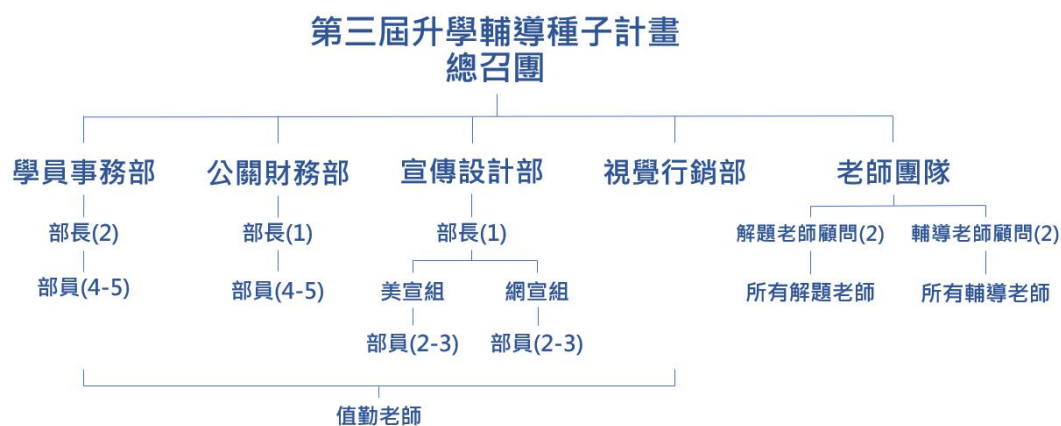 第三屆升學輔導種子計畫
總召團
學員事務部 公關財務部 宣傳設計部 視覺行銷部 老師團隊
部長(2) 部長(1) 部長(1) 解題老師顧問(2) 輔導老師顧問(2)
部員(4-5) 部員(4-5) 美宣組 網宣組 所有解題老師 所有輔導老師
部員(2-3) 部員(2-3)
值勤老師